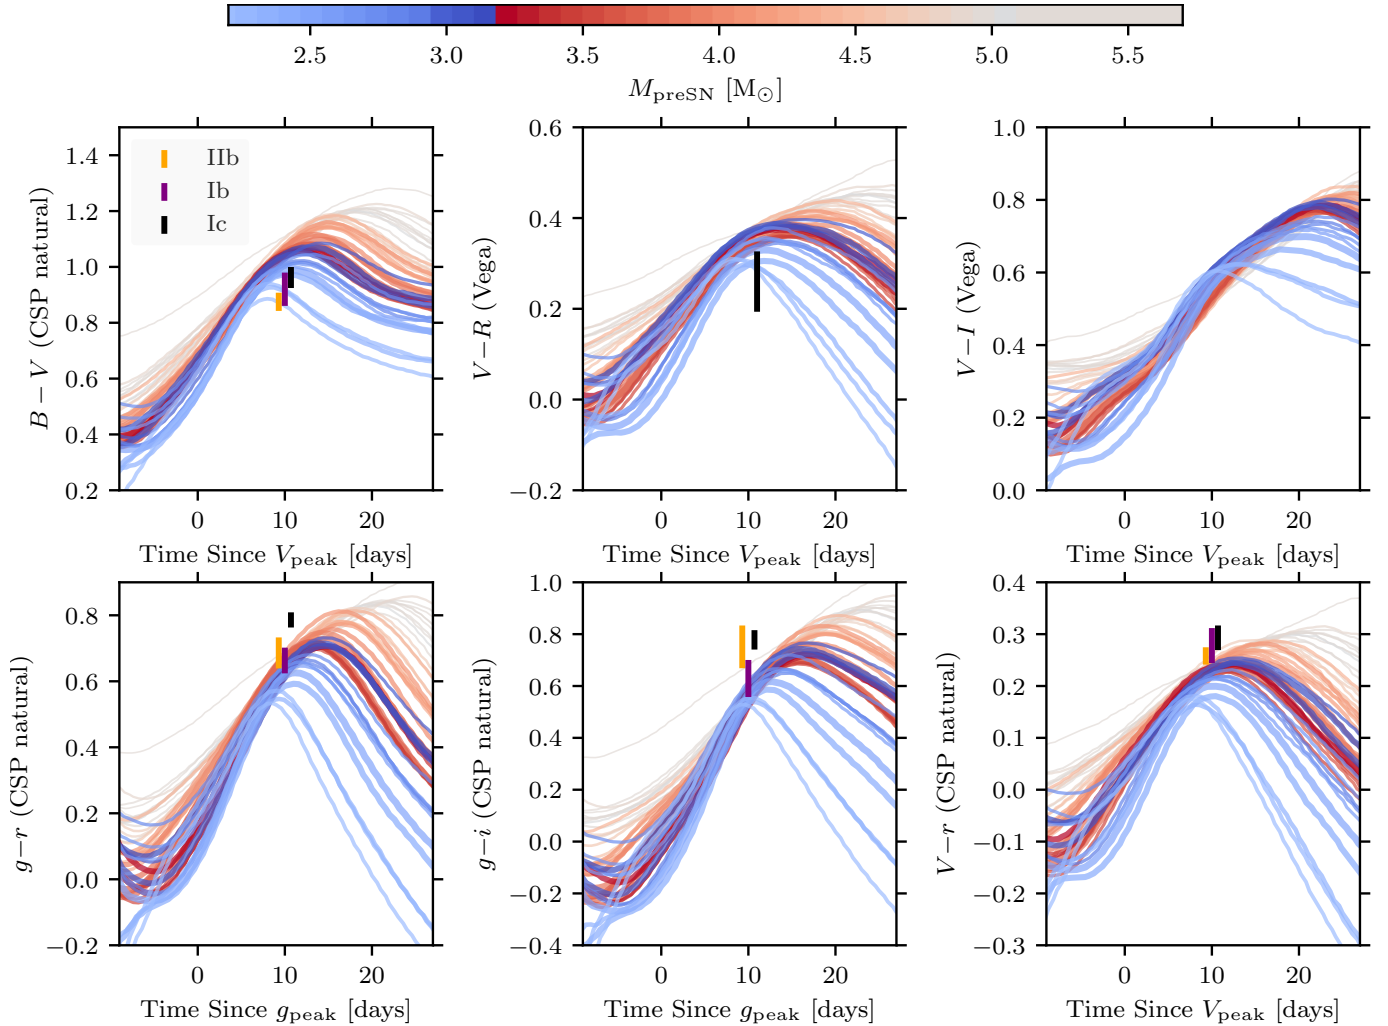 2.5 3.0 3.5 4.0 4.5 5.0 5.5
M_preSN [M_⊙]
1.4
1.2
1.0
0.8
0.6
0.4
0.2
B − V (CSP natural)
IIb
Ib
Ic
0 10 20
Time Since V_peak [days]
0.6
0.4
0.2
0.0
−0.2
V−R (Vega)
0 10 20
Time Since V_peak [days]
1.0
0.8
0.6
0.4
0.2
0.0
V−I (Vega)
0 10 20
Time Since V_peak [days]
0.8
0.6
0.4
0.2
0.0
−0.2
g−r (CSP natural)
0 10 20
Time Since g_peak [days]
1.0
0.8
0.6
0.4
0.2
0.0
−0.2
−0.4
g−i (CSP natural)
0 10 20
Time Since g_peak [days]
0.4
0.3
0.2
0.1
0.0
−0.1
−0.2
−0.3
V−r (CSP natural)
0 10 20
Time Since V_peak [days]